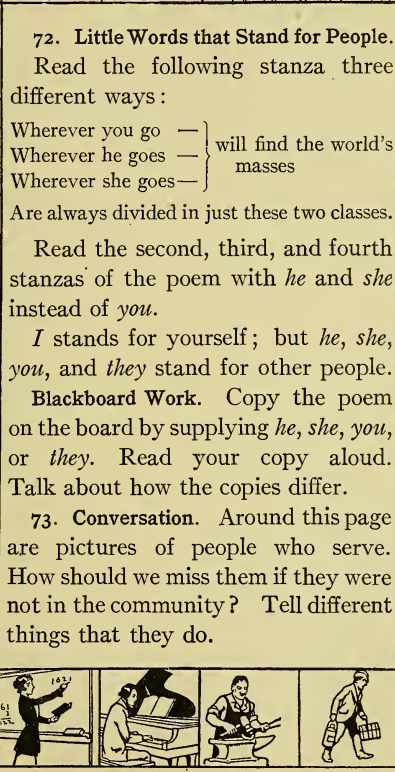 72. Little Words that Stand for People.
Read the following stanza three
different ways :
Wherever you go —
Wherever he goes —
Wherever she goes—
will find the world's
masses
Are always divided in just these two classes.
Read the second, third, and fourth
stanzas of the poem with he and she
instead of you.
I stands for yourself ; but he, she,
you, and they stand for other people.
Blackboard Work. Copy the poem
on the board by supplying he, she, you,
or they. Read your copy aloud.
Talk about how the copies differ.
73. Conversation. Around this page
are pictures of people who serve.
How should we miss them if they were
not in the community ? Tell different
things that they do.
1621